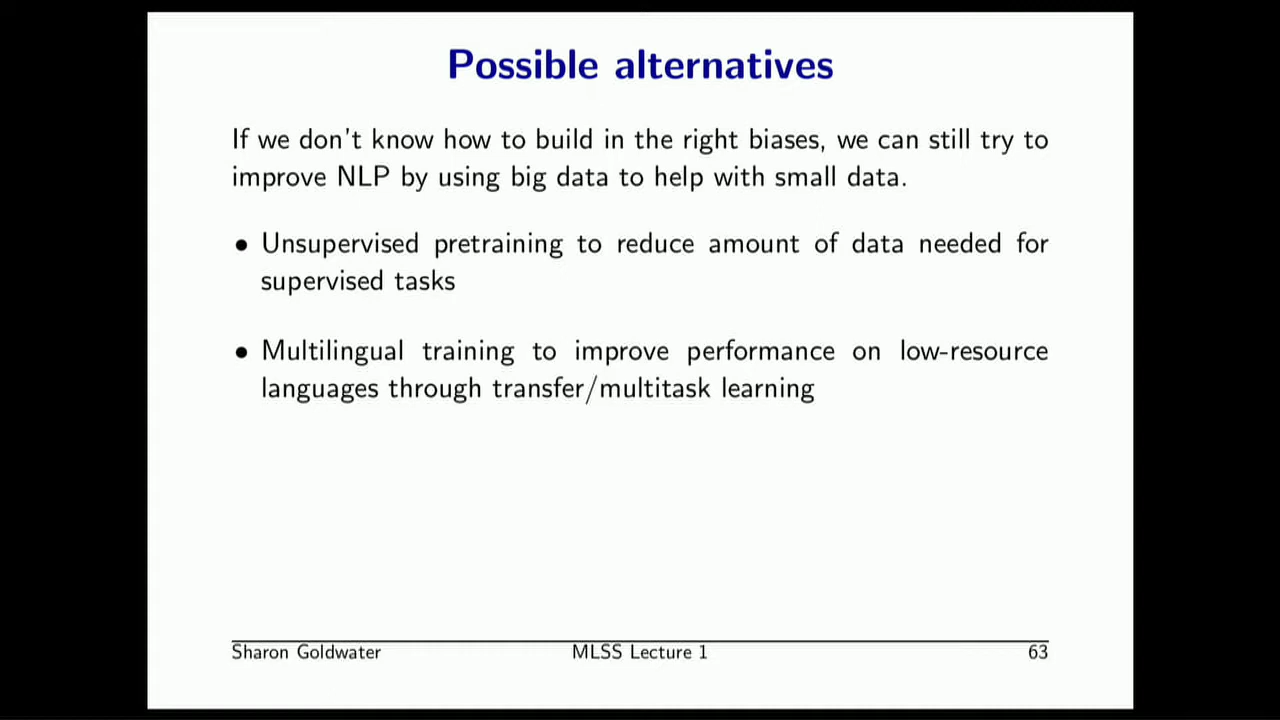 Possible alternatives
If we don't know how to build in the right biases, we can still try to
improve NLP by using big data to help with small data.
• Unsupervised pretraining to reduce amount of data needed for
supervised tasks
• Multilingual training to improve performance on low-resource
languages through transfer/multitask learning
Sharon Goldwater MLSS Lecture 1 63